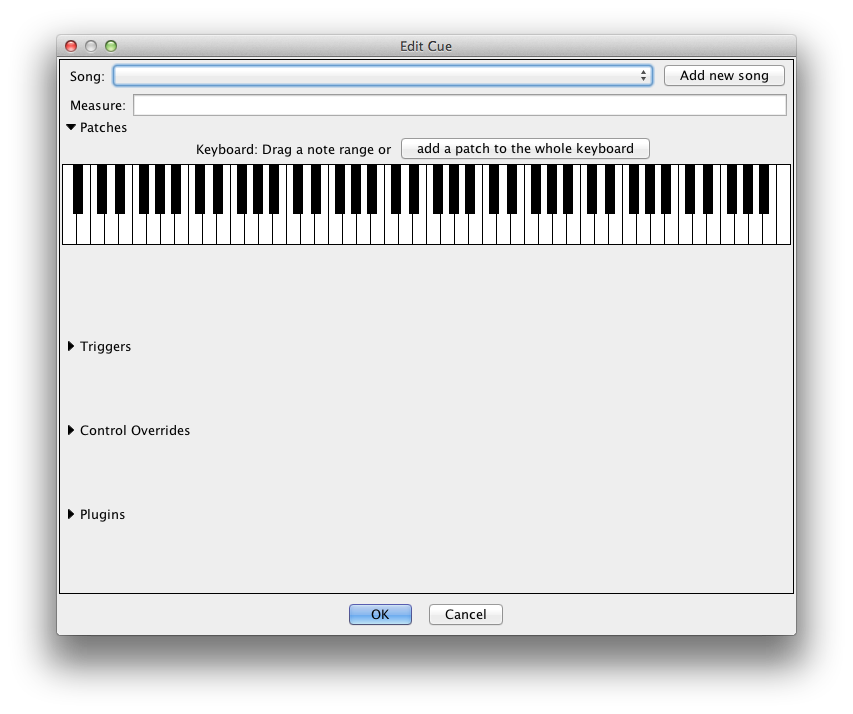 Edit Cue
Song: Add new song
Measure:
Patches
Keyboard: Drag a note range or add a patch to the whole keyboard
Triggers
Control Overrides
Plugins
OK Cancel